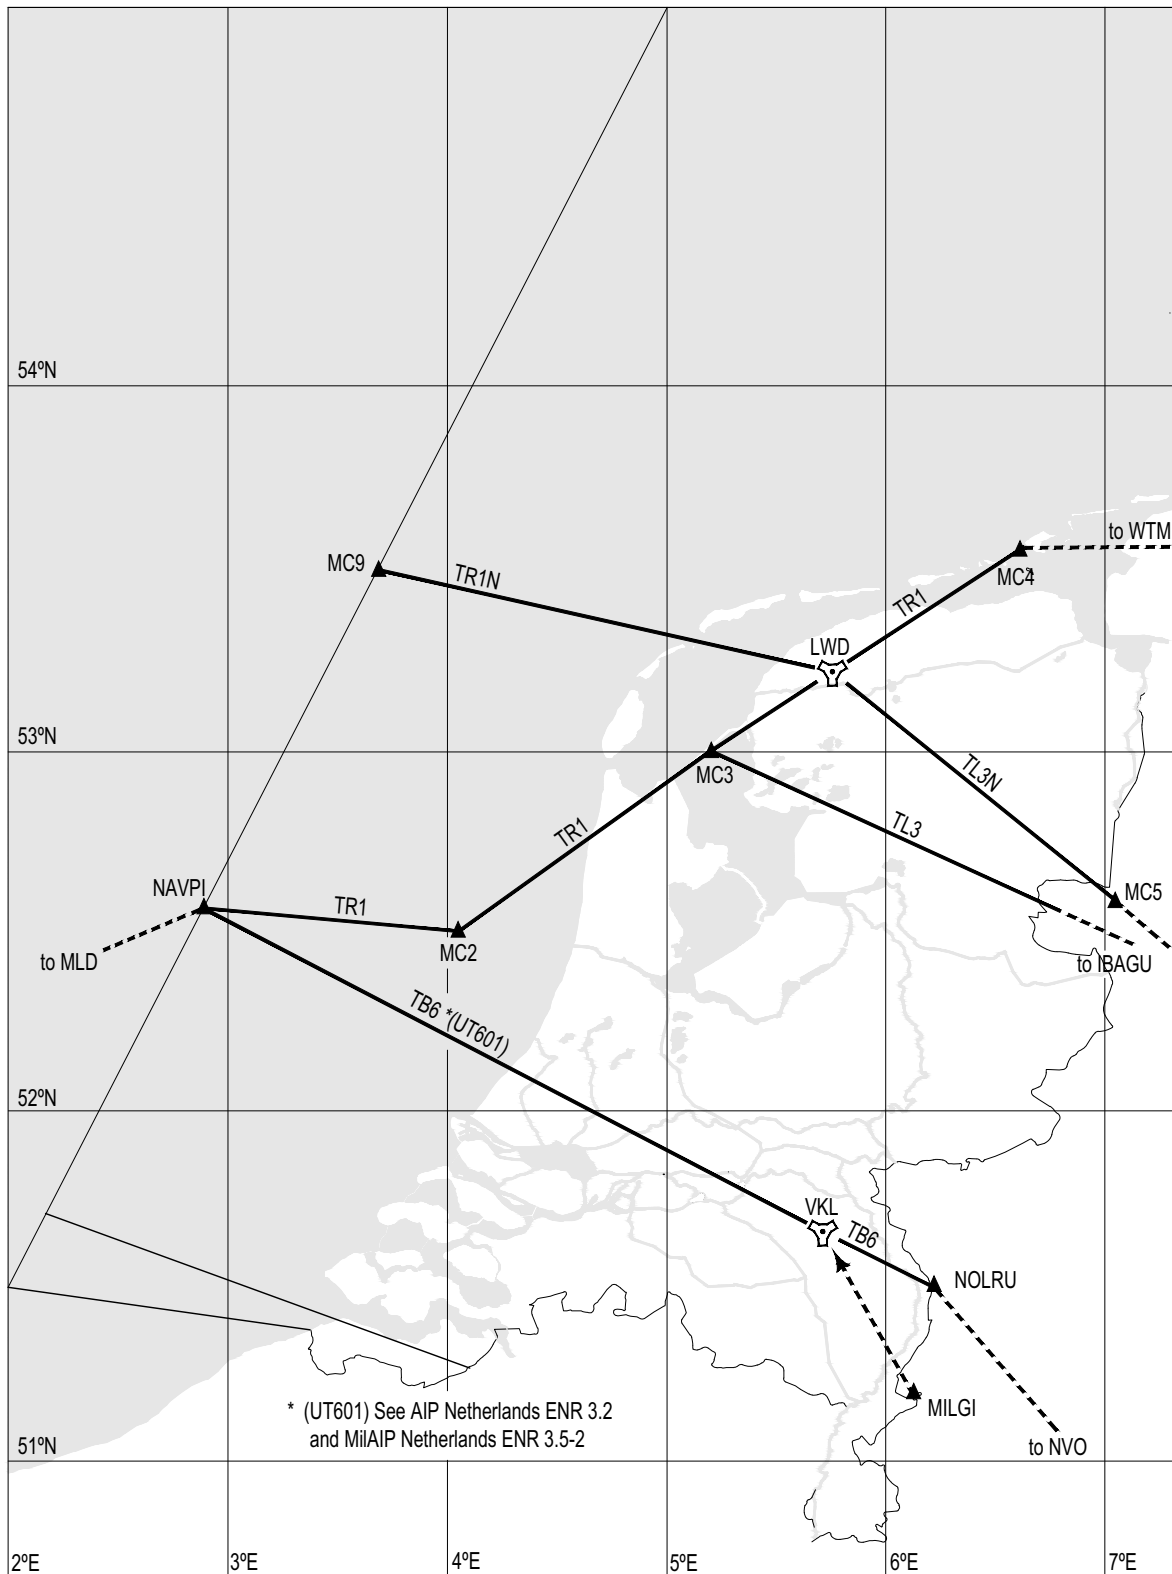 54ºN
to WTM
MC9
TR1N
MC4
TR1
LWD
53ºN
MC3
TL3N
TR1
TL3
NAVPI
TR1
MC5
MC2
to MLD
to IBAGU
TB6 *(UT601)
52ºN
VKL
TB6
NOLRU
* (UT601) See AIP Netherlands ENR 3.2
and MilAIP Netherlands ENR 3.5-2
MILGI
51ºN
to NVO
2ºE
3ºE
4ºE
5ºE
6ºE
7ºE